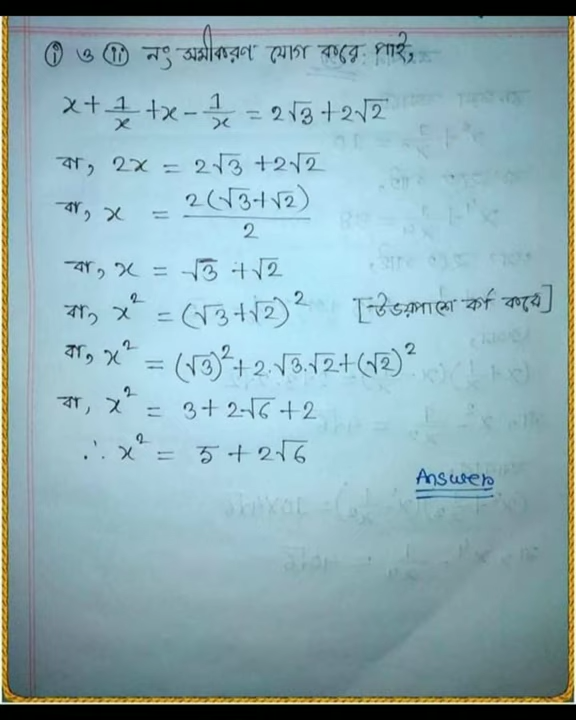 ⓘ ও ⓘⓘ নং সমীকরণ যোগ করে পাই,
x + 1/x + x - 1/x = 2√3 + 2√2
বা, 2x = 2√3 + 2√2
বা, x = 2(√3+√2)/2
বা, x = √3 + √2
বা, x² = (√3+√2)² [উভয়পাশে বর্গ করে]
বা, x² = (√3)² + 2.√3.√2 + (√2)²
বা, x² = 3 + 2√6 + 2
∴ x² = 5 + 2√6
Answer